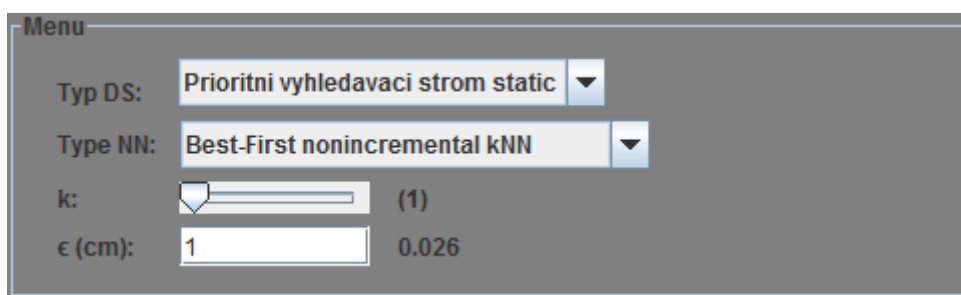 Menu
Typ DS: Prioritni vyhledavaci strom static
Type NN: Best-First nonincremental kNN
k: (1)
ϵ (cm): 1 0.026